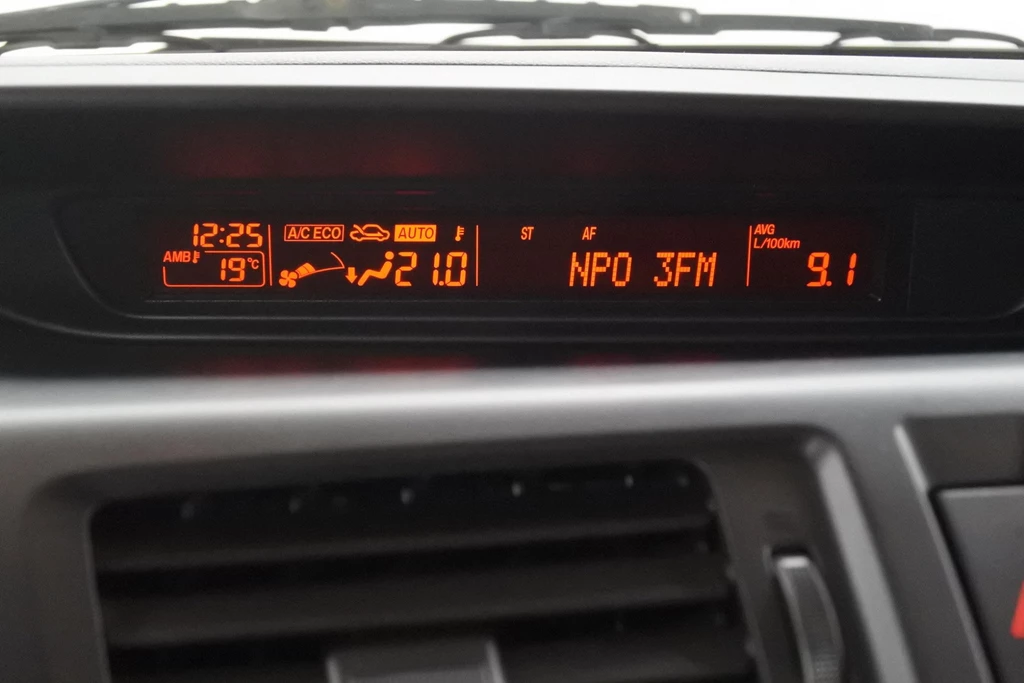 12:25 A/C ECO AUTO ST AF AVG
L/100km
AMB 19°C 21.0 NPO 3FM 9.1